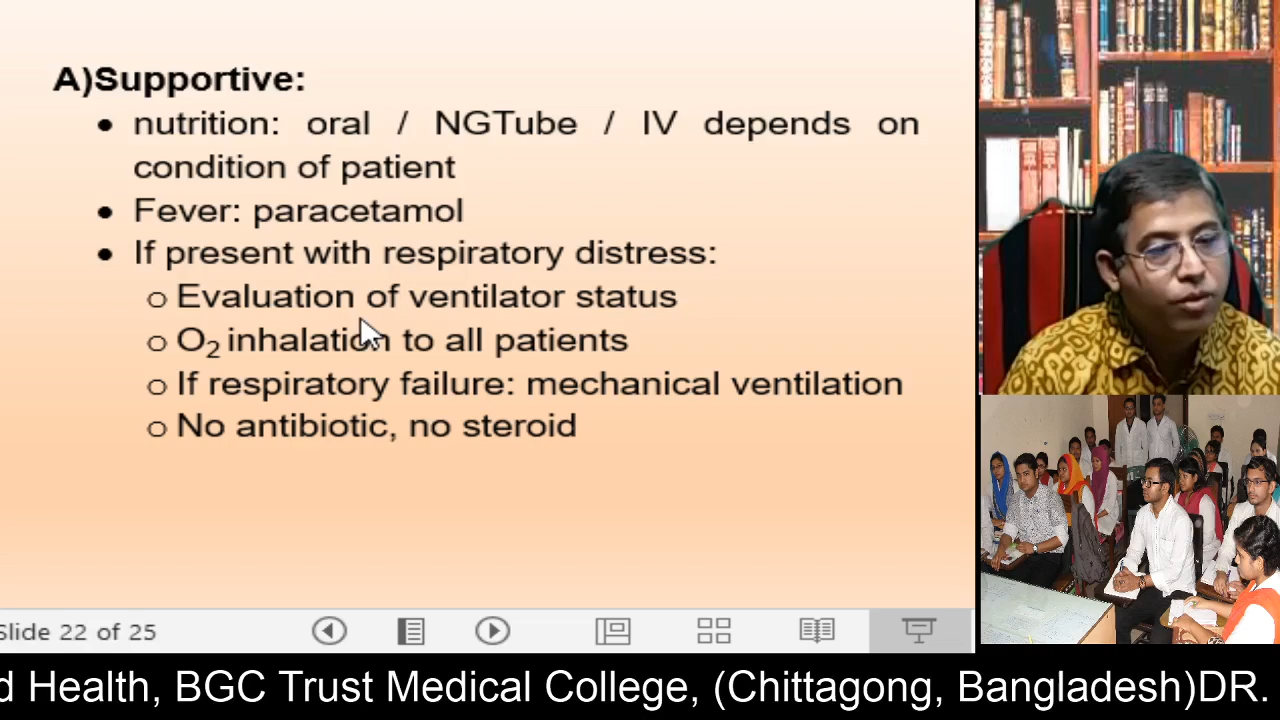 A)Supportive:
• nutrition: oral / NGTube / IV depends on
condition of patient
• Fever: paracetamol
• If present with respiratory distress:
o Evaluation of ventilator status
o O2 inhalation to all patients
o If respiratory failure: mechanical ventilation
o No antibiotic, no steroid
Slide 22 of 25
d Health, BGC Trust Medical College, (Chittagong, Bangladesh)DR.